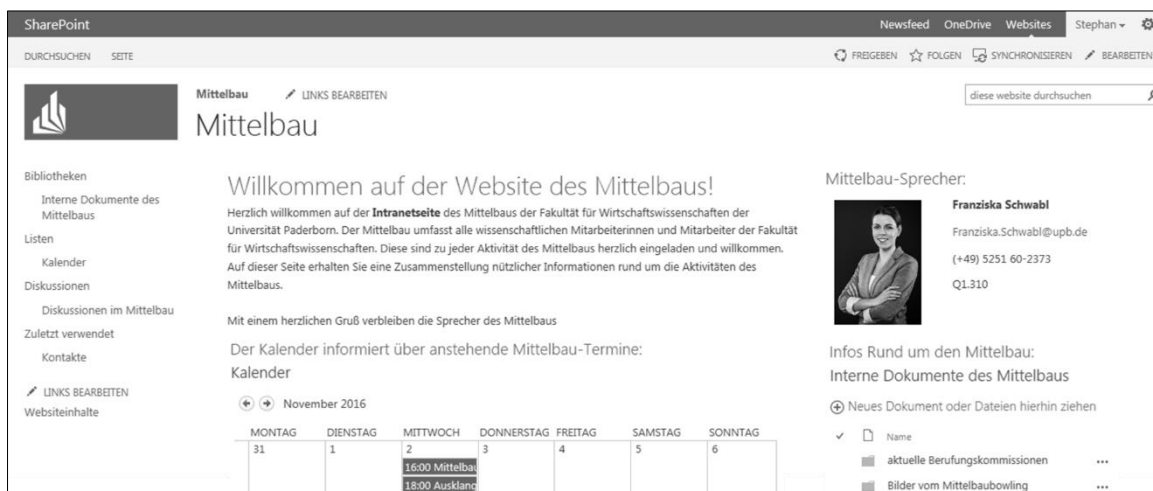 SharePoint
Newsfeed OneDrive Websites Stephan
DURCHSUCHEN SEITE
FREIGEBEN FOLGEN SYNCHRONISIEREN BEARBEITEN
Mittelbau LINKS BEARBEITEN
diese website durchsuchen
Mittelbau
Bibliotheken
Interne Dokumente des
Mittelbaus
Listen
Kalender
Diskussionen
Diskussionen im Mittelbau
Zuletzt verwendet
Kontakte
LINKS BEARBEITEN
Websiteinhalte
Willkommen auf der Website des Mittelbaus!
Herzlich willkommen auf der Intranetseite des Mittelbaus der Fakultät für Wirtschaftswissenschaften der
Universität Paderborn. Der Mittelbau umfasst alle wissenschaftlichen Mitarbeiterinnen und Mitarbeiter der Fakultät
für Wirtschaftswissenschaften. Diese sind zu jeder Aktivität des Mittelbaus herzlich eingeladen und willkommen.
Auf dieser Seite erhalten Sie eine Zusammenstellung nützlicher Informationen rund um die Aktivitäten des
Mittelbaus.
Mit einem herzlichen Gruß verbleiben die Sprecher des Mittelbaus
Der Kalender informiert über anstehende Mittelbau-Termine:
Kalender
November 2016
MONTAG DIENSTAG MITTWOCH DONNERSTAG FREITAG SAMSTAG SONNTAG
31 1 2 3 4 5 6
16:00 Mittelbau
18:00 Ausklang
Mittelbau-Sprecher:
Franziska Schwabl
Franziska.Schwabl@upb.de
(+49) 5251 60-2373
Q1.310
Infos Rund um den Mittelbau:
Interne Dokumente des Mittelbaus
Neues Dokument oder Dateien hierhin ziehen
Name
aktuelle Berufungskommissionen
Bilder vom Mittelbaubowling